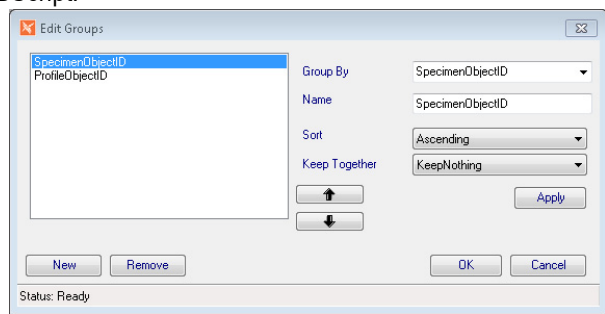 Edit Groups
SpecimenObjectID
ProfileObjectID
Group By
SpecimenObjectID
Name
SpecimenObjectID
Sort
Ascending
Keep Together
KeepNothing
Apply
New
Remove
OK
Cancel
Status: Ready